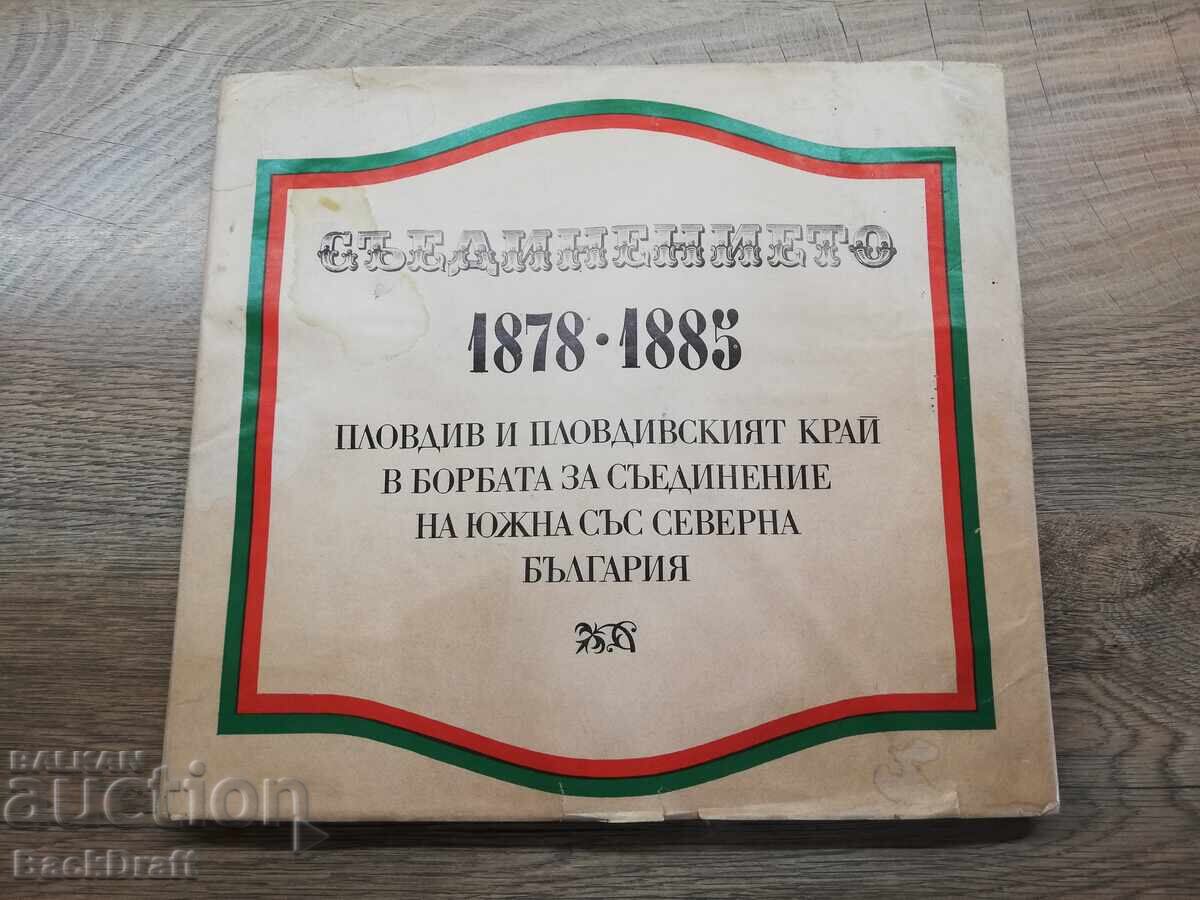 СЪЕДИНЕНИЕТО
1878·1885
ПЛОВДИВ И ПЛОВДИВСКИЯТ КРАЙ
В БОРБАТА ЗА СЪЕДИНЕНИЕ
НА ЮЖНА СЪС СЕВЕРНА
БЪЛГАРИЯ
BALKAN
auction
BackDraft